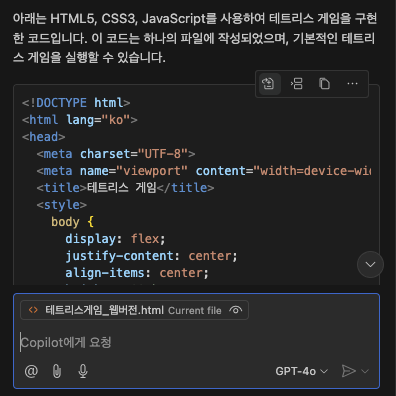 아래는 HTML5, CSS3, JavaScript를 사용하여 테트리스 게임을 구현
한 코드입니다. 이 코드는 하나의 파일에 작성되었으며, 기본적인 테트리
스 게임을 실행할 수 있습니다.
<!DOCTYPE html>
<html lang="ko">
<head>
<meta charset="UTF-8">
<meta name="viewport" content="width=device-wid
<title>테트리스 게임</title>
<style>
body {
display: flex;
justify-content: center;
align-items: center;
테트리스게임_웹버전.html Current file
Copilot에게 요청
@ GPT-4o